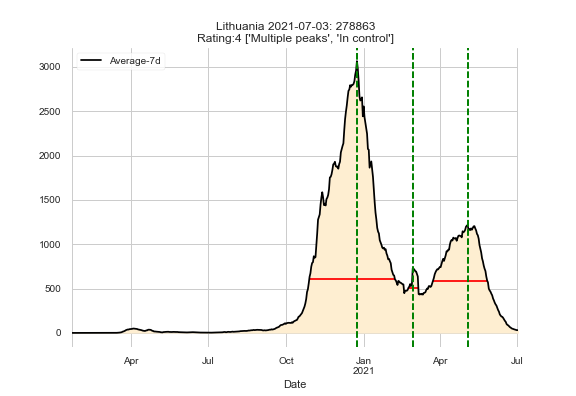 Lithuania 2021-07-03: 278863
Rating:4 ['Multiple peaks', 'In control']
Average-7d
3000
2500
2000
1500
1000
500
0
Apr Jul Oct Jan Apr Jul
2021
Date